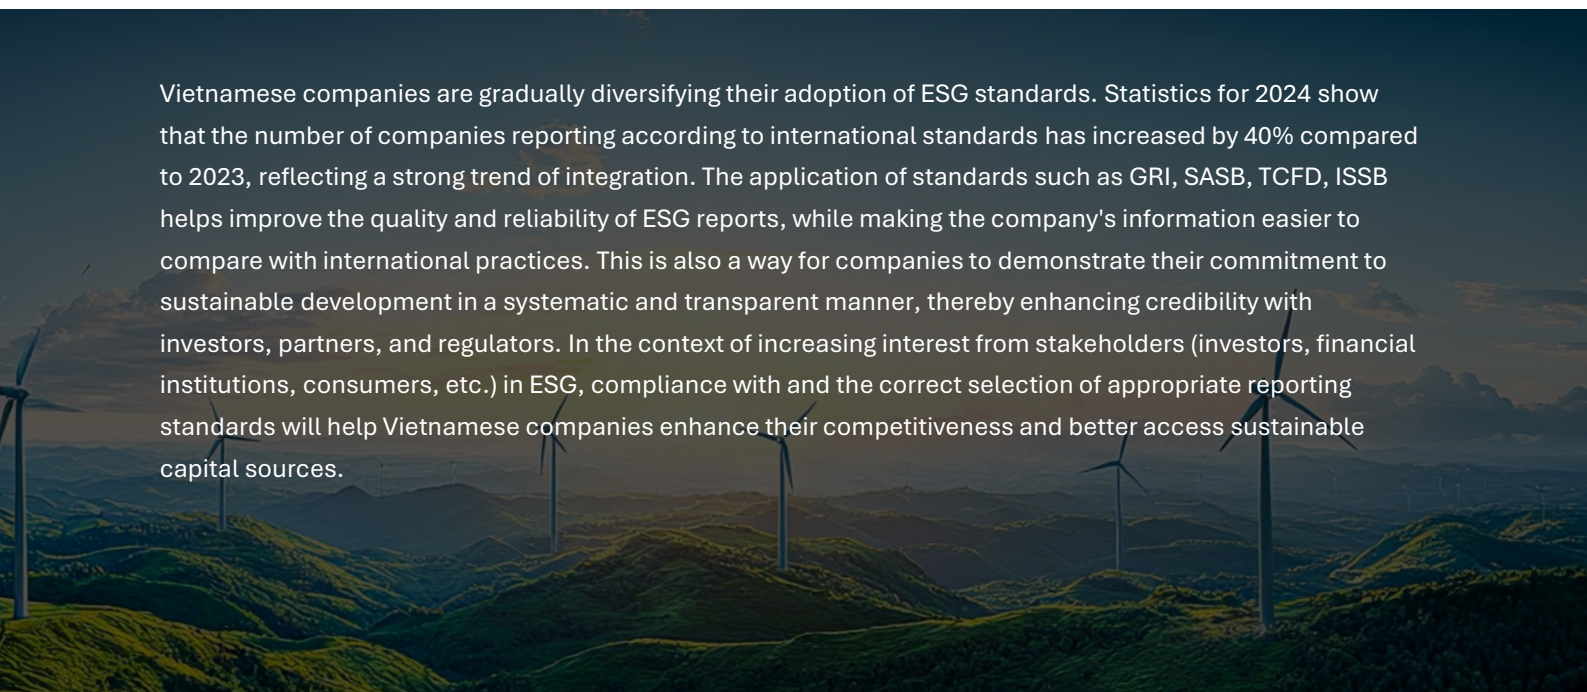 Vietnamese companies are gradually diversifying their adoption of ESG standards. Statistics for 2024 show
that the number of companies reporting according to international standards has increased by 40% compared
to 2023, reflecting a strong trend of integration. The application of standards such as GRI, SASB, TCFD, ISSB
helps improve the quality and reliability of ESG reports, while making the company's information easier to
compare with international practices. This is also a way for companies to demonstrate their commitment to
sustainable development in a systematic and transparent manner, thereby enhancing credibility with
investors, partners, and regulators. In the context of increasing interest from stakeholders (investors, financial
institutions, consumers, etc.) in ESG, compliance with and the correct selection of appropriate reporting
standards will help Vietnamese companies enhance their competitiveness and better access sustainable
capital sources.